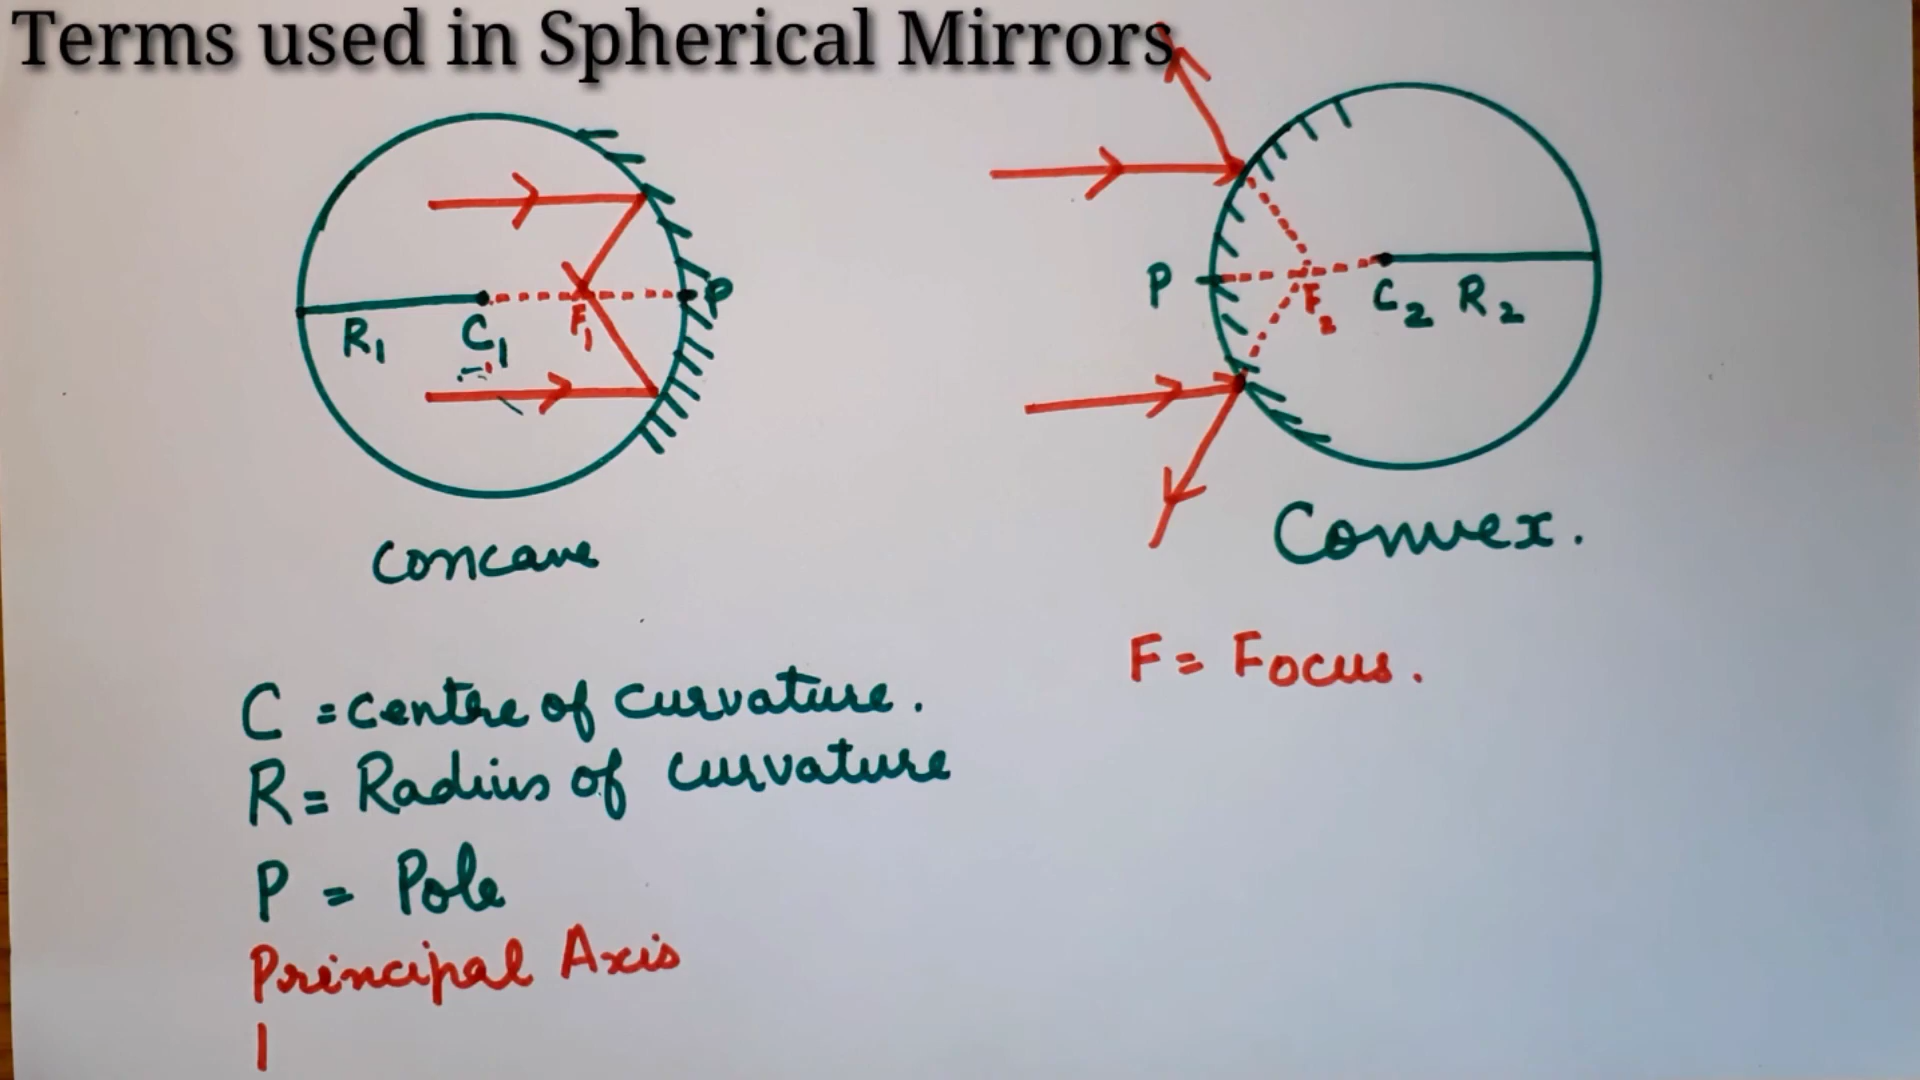 Terms used in Spherical Mirrors
R1 C1 F1 P
P F2 C2 R2
Concave
Convex.
F = Focus.
C = Centre of curvature.
R = Radius of curvature
P = Pole
Principal Axis